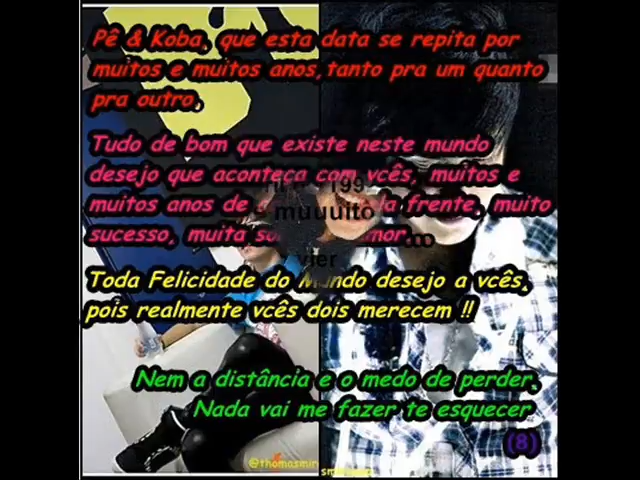 Pê & Koba, que esta data se repita por
muitos e muitos anos,tanto pra um quanto
pra outro,
Tudo de bom que existe neste mundo
desejo que aconteça com vcês, muitos e
muitos anos de frente, muito
muuuito
sucesso, muita
Toda Felicidade do Mundo desejo a vcês,
pois realmente vcês dois merecem !!
Nem a distância e o medo de perder,
Nada vai me fazer te esquecer
(8)